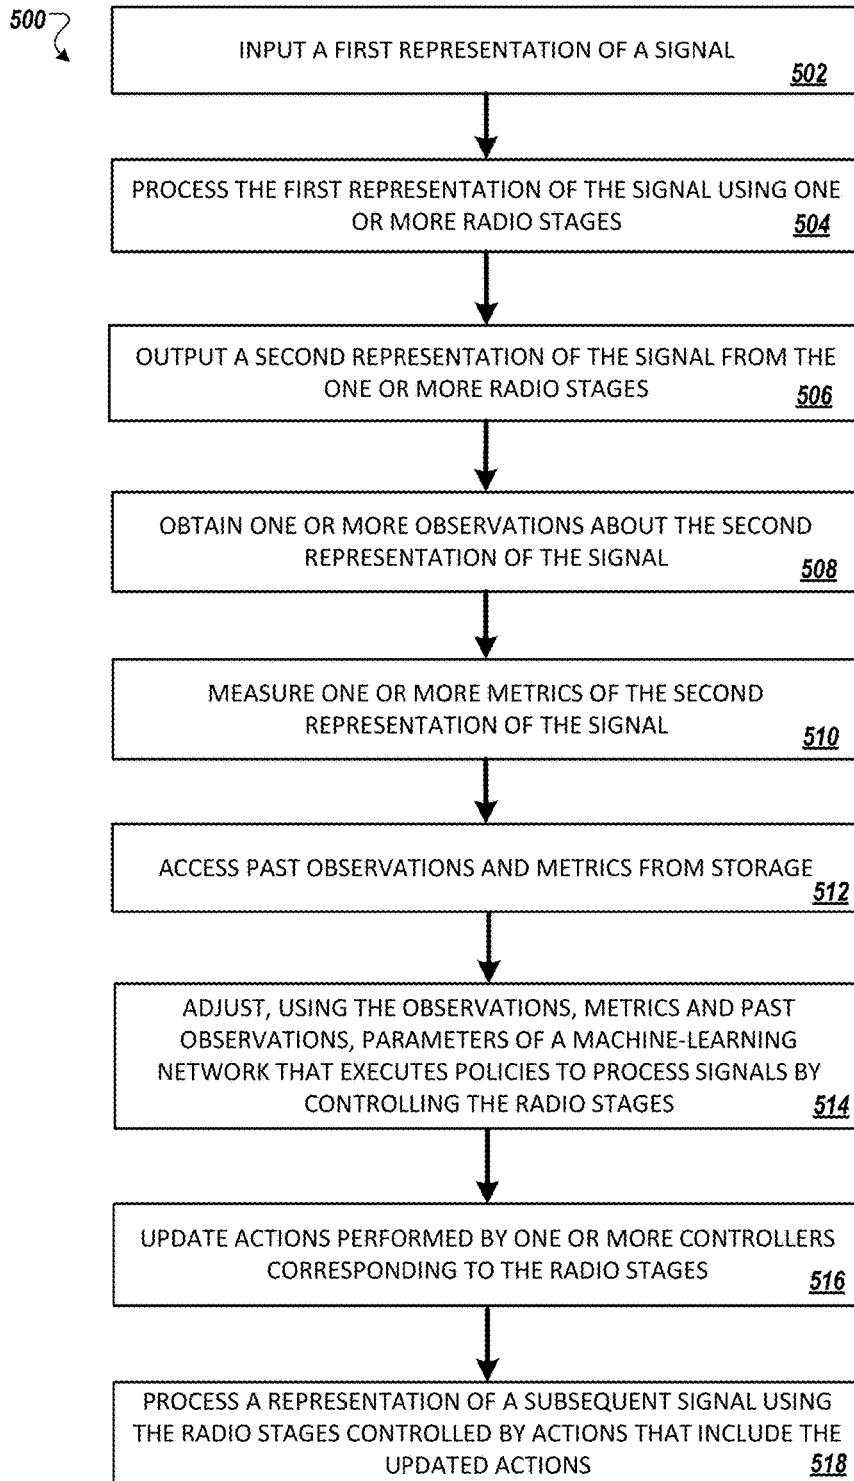 500
INPUT A FIRST REPRESENTATION OF A SIGNAL
502
PROCESS THE FIRST REPRESENTATION OF THE SIGNAL USING ONE
OR MORE RADIO STAGES
504
OUTPUT A SECOND REPRESENTATION OF THE SIGNAL FROM THE
ONE OR MORE RADIO STAGES
506
OBTAIN ONE OR MORE OBSERVATIONS ABOUT THE SECOND
REPRESENTATION OF THE SIGNAL
508
MEASURE ONE OR MORE METRICS OF THE SECOND
REPRESENTATION OF THE SIGNAL
510
ACCESS PAST OBSERVATIONS AND METRICS FROM STORAGE
512
ADJUST, USING THE OBSERVATIONS, METRICS AND PAST
OBSERVATIONS, PARAMETERS OF A MACHINE-LEARNING
NETWORK THAT EXECUTES POLICIES TO PROCESS SIGNALS BY
CONTROLLING THE RADIO STAGES
514
UPDATE ACTIONS PERFORMED BY ONE OR MORE CONTROLLERS
CORRESPONDING TO THE RADIO STAGES
516
PROCESS A REPRESENTATION OF A SUBSEQUENT SIGNAL USING
THE RADIO STAGES CONTROLLED BY ACTIONS THAT INCLUDE THE
UPDATED ACTIONS
518